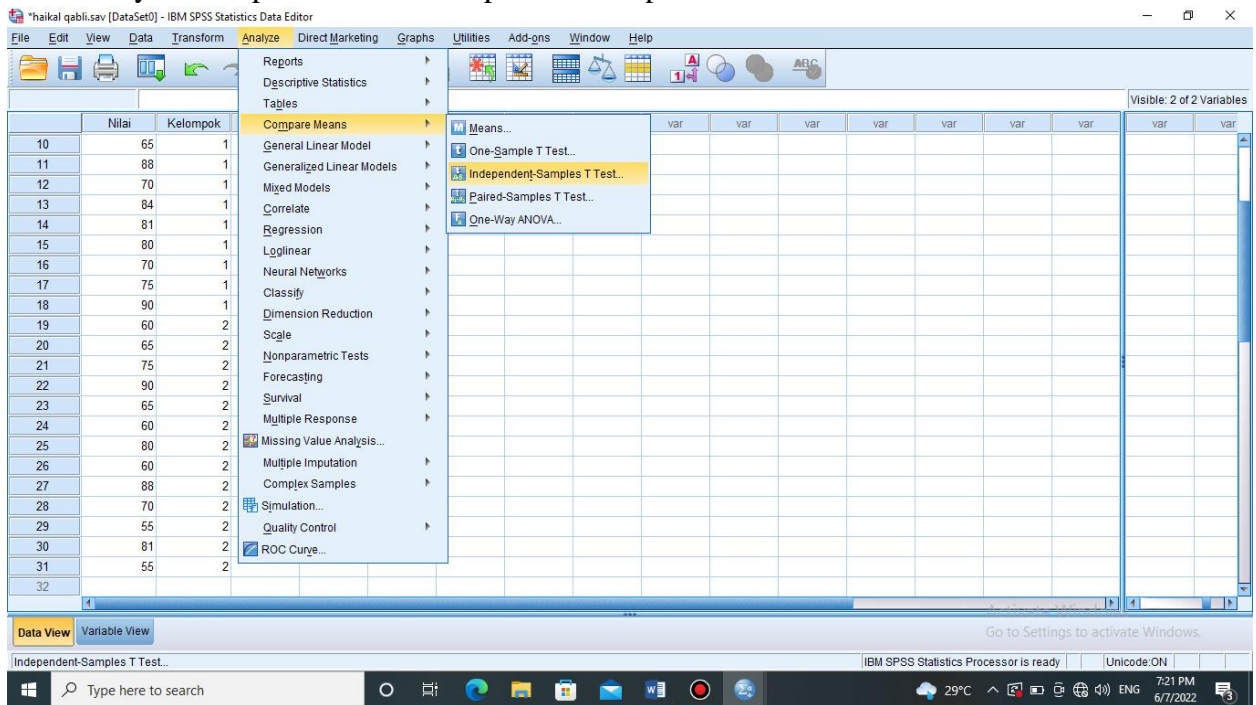 *haikal qabli.sav [DataSet0] - IBM SPSS Statistics Data Editor
File Edit View Data Transform Analyze Direct Marketing Graphs Utilities Add-ons Window Help
Visible: 2 of 2 Variables
Nilai Kelompok var var var var var var var var var
10 65 1
11 88 1
12 70 1
13 84 1
14 81 1
15 80 1
16 70 1
17 75 1
18 90 1
19 60 2
20 65 2
21 75 2
22 90 2
23 65 2
24 60 2
25 80 2
26 60 2
27 88 2
28 70 2
29 55 2
30 81 2
31 55 2
32
Reports
Descriptive Statistics
Tables
Compare Means
General Linear Model
Generalized Linear Models
Mixed Models
Correlate
Regression
Loglinear
Neural Networks
Classify
Dimension Reduction
Scale
Nonparametric Tests
Forecasting
Survival
Multiple Response
Missing Value Analysis...
Multiple Imputation
Complex Samples
Simulation...
Quality Control
ROC Curve...
Means...
One-Sample T Test...
Independent-Samples T Test...
Paired-Samples T Test...
One-Way ANOVA...
Data View Variable View
Go to Settings to activate Windows.
Independent-Samples T Test...
IBM SPSS Statistics Processor is ready Unicode:ON
Type here to search
29°C ENG 7:21 PM
6/7/2022